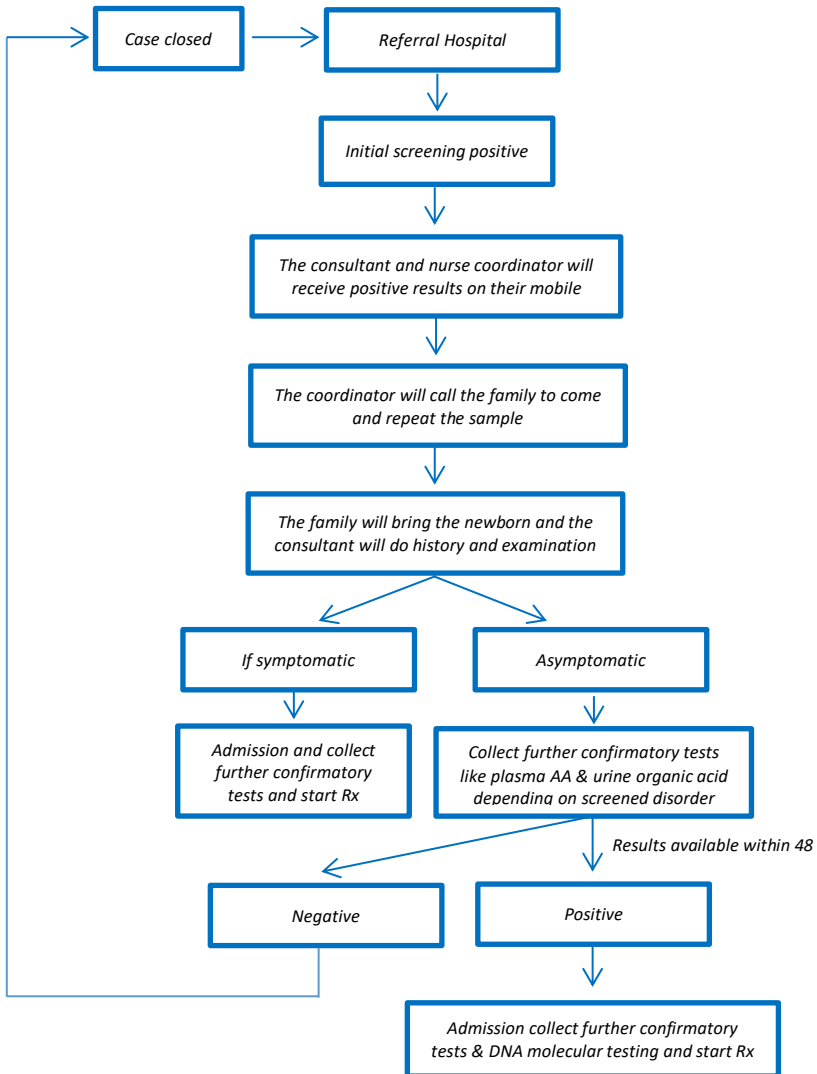 Case closed
Referral Hospital
Initial screening positive
The consultant and nurse coordinator will
receive positive results on their mobile
The coordinator will call the family to come
and repeat the sample
The family will bring the newborn and the
consultant will do history and examination
If symptomatic
Asymptomatic
Admission and collect
further confirmatory
tests and start Rx
Collect further confirmatory tests
like plasma AA & urine organic acid
depending on screened disorder
Results available within 48
Negative
Positive
Admission collect further confirmatory
tests & DNA molecular testing and start Rx